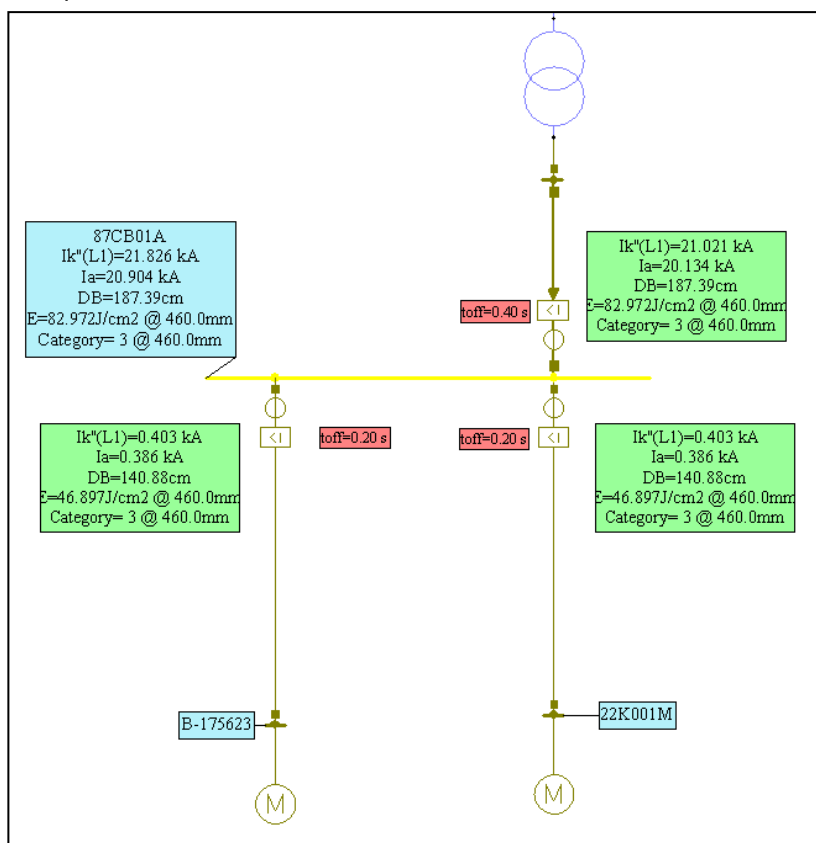 87CB01A
Ik"(L1)=21.826 kA
Ia=20.904 kA
DB=187.39cm
E=82.972J/cm2 @ 460.0mm
Category= 3 @ 460.0mm
Ik"(L1)=21.021 kA
Ia=20.134 kA
DB=187.39cm
E=82.972J/cm2 @ 460.0mm
Category= 3 @ 460.0mm
toff=0.40 s
<I
Ik"(L1)=0.403 kA
Ia=0.386 kA
DB=140.88cm
E=46.897J/cm2 @ 460.0mm
Category= 3 @ 460.0mm
<I
toff=0.20 s
toff=0.20 s
<I
Ik"(L1)=0.403 kA
Ia=0.386 kA
DB=140.88cm
E=46.897J/cm2 @ 460.0mm
Category= 3 @ 460.0mm
B-175623
22K001M
M
M